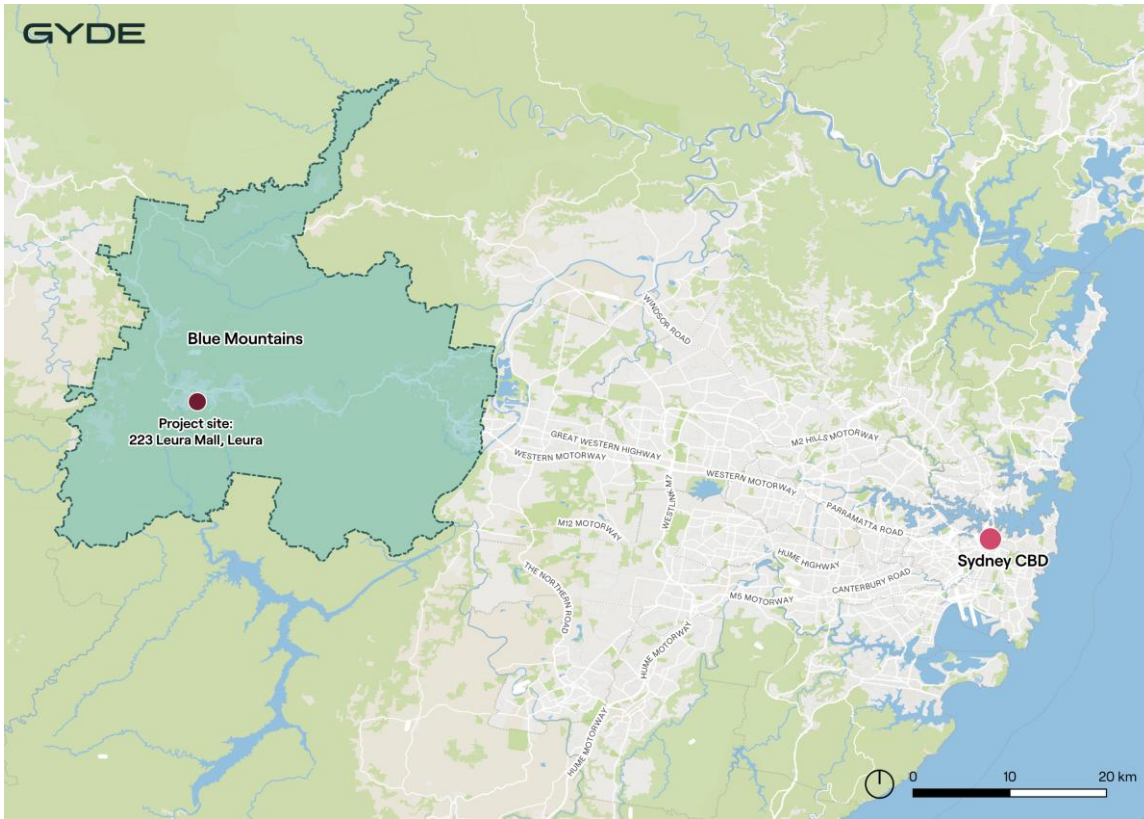 GYDE
WINDSOR ROAD
Blue Mountains
Project site:
223 Leura Mall, Leura
GREAT WESTERN HIGHWAY
WESTERN MOTORWAY
M2 HILLS MOTORWAY
WESTERN MOTORWAY
WESTLINK M7
PARRAMATTA ROAD
M12 MOTORWAY
Sydney CBD
HUME HIGHWAY
CANTERBURY ROAD
THE NORTHERN ROAD
M5 MOTORWAY
HUME MOTORWAY
HUME MOTORWAY
0 10 20 km